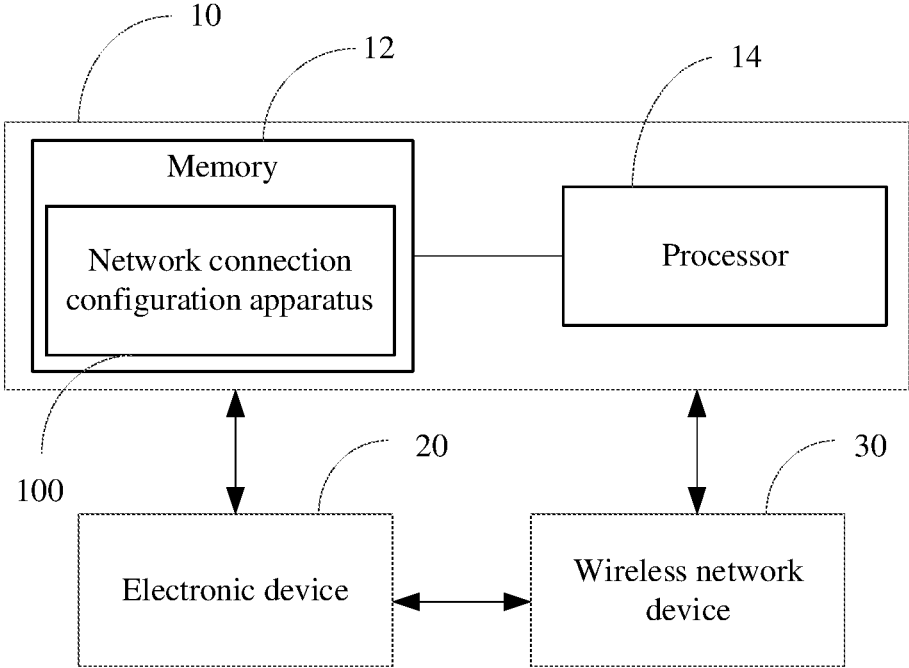 10
12
14
Memory
Network connection
configuration apparatus
Processor
100
20
30
Electronic device
Wireless network
device